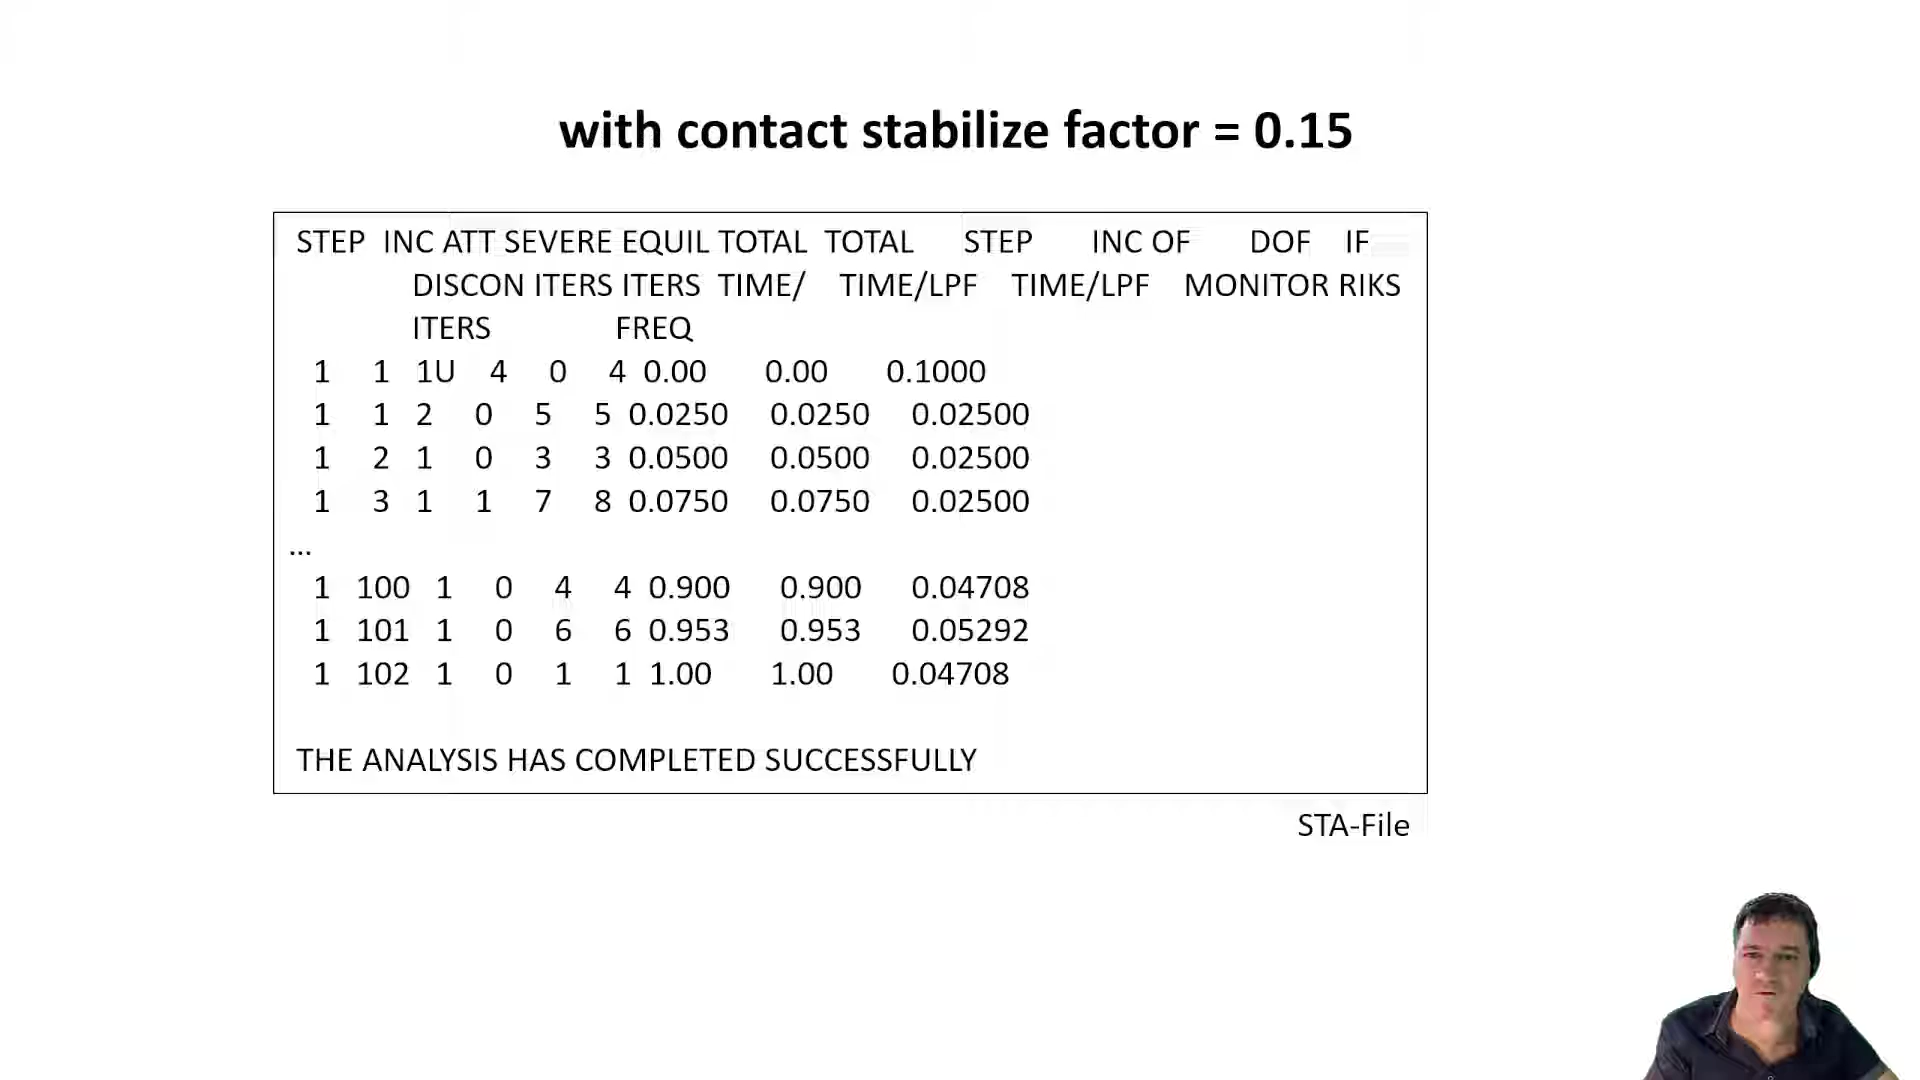 with contact stabilize factor = 0.15
STEP INC ATT SEVERE EQUIL TOTAL TOTAL STEP INC OF DOF IF
DISCON ITERS ITERS TIME/ TIME/LPF TIME/LPF MONITOR RIKS
ITERS FREQ
1 1 1U 4 0 4 0.00 0.00 0.1000
1 1 2 0 5 5 0.0250 0.0250 0.02500
1 2 1 0 3 3 0.0500 0.0500 0.02500
1 3 1 1 7 8 0.0750 0.0750 0.02500
...
1 100 1 0 4 4 0.900 0.900 0.04708
1 101 1 0 6 6 0.953 0.953 0.05292
1 102 1 0 1 1 1.00 1.00 0.04708
THE ANALYSIS HAS COMPLETED SUCCESSFULLY
STA-File